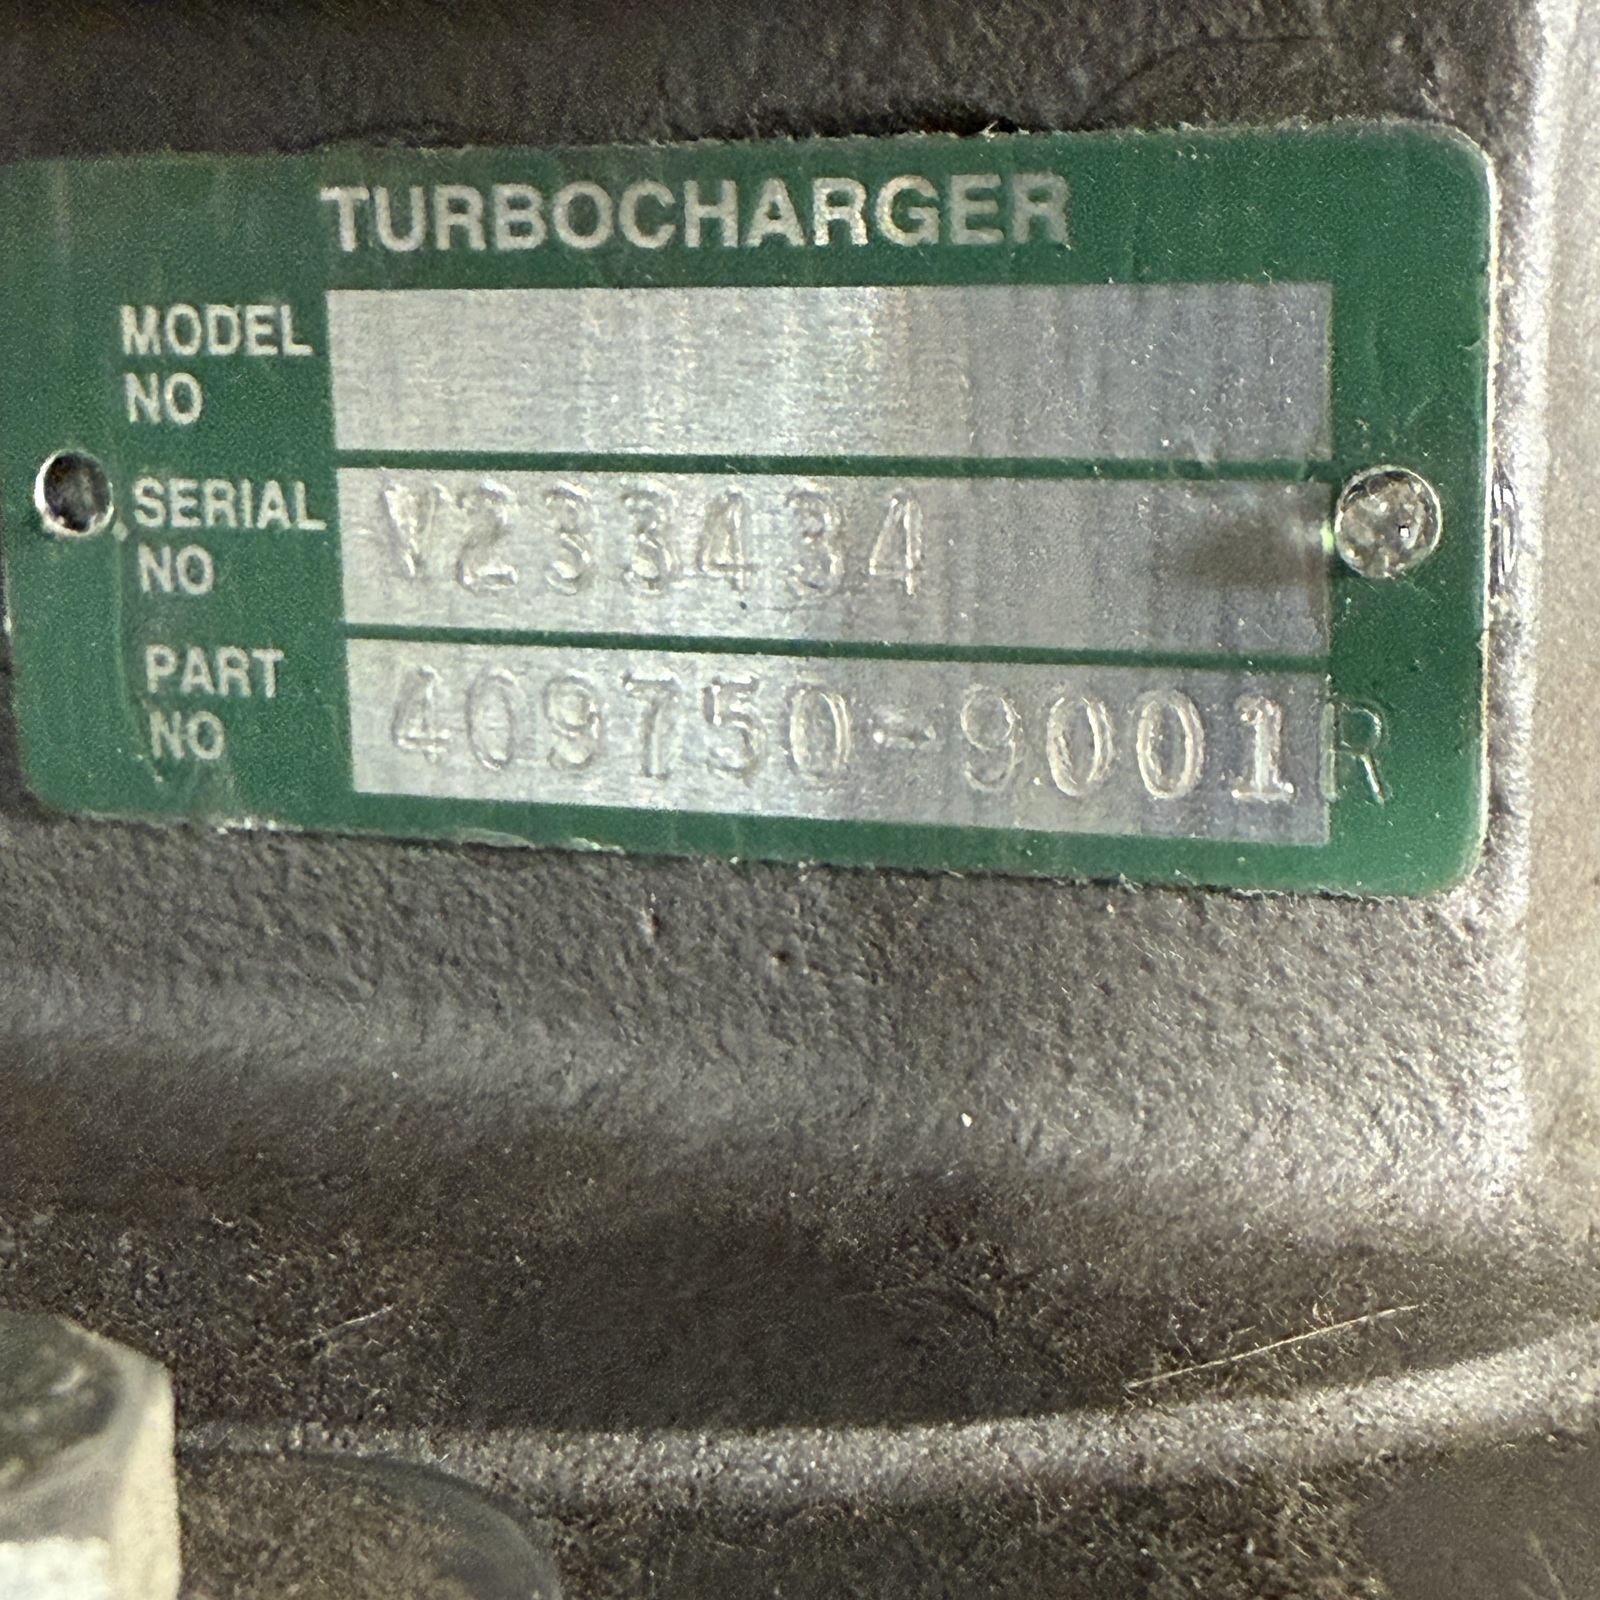 TURBOCHARGER
MODEL
NO
SERIAL
NO
V233434
PART
NO
409750-9001R